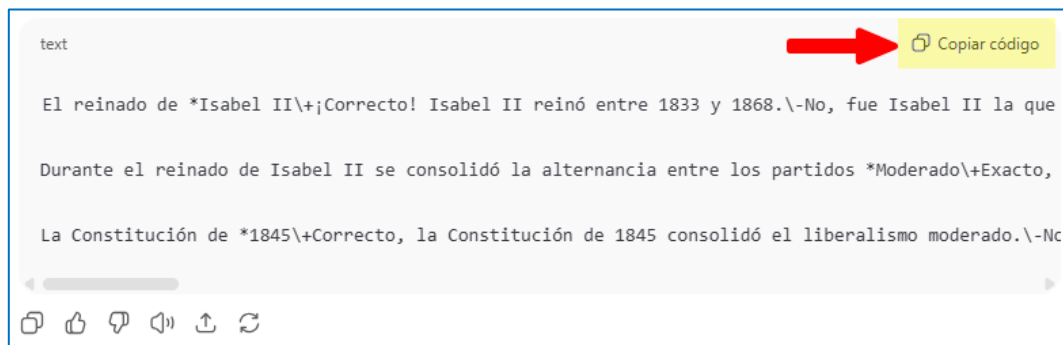 text
Copiar código
El reinado de *Isabel II\+¡Correcto! Isabel II reinó entre 1833 y 1868.\-No, fue Isabel II la que
Durante el reinado de Isabel II se consolidó la alternancia entre los partidos *Moderado\+Exacto,
La Constitución de *1845\+Correcto, la Constitución de 1845 consolidó el liberalismo moderado.\-No